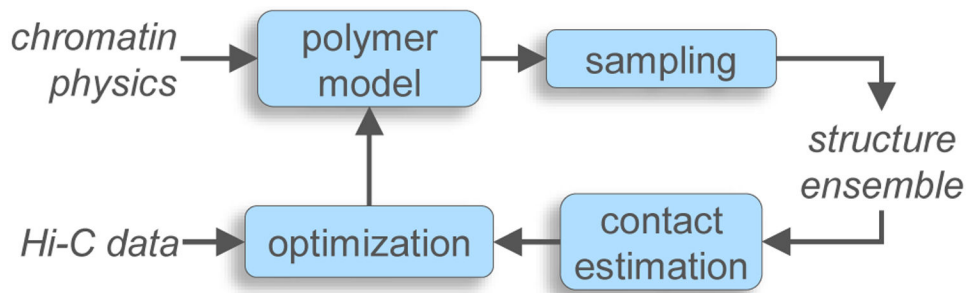 chromatin
physics
polymer
model
sampling
structure
ensemble
Hi-C data
optimization
contact
estimation